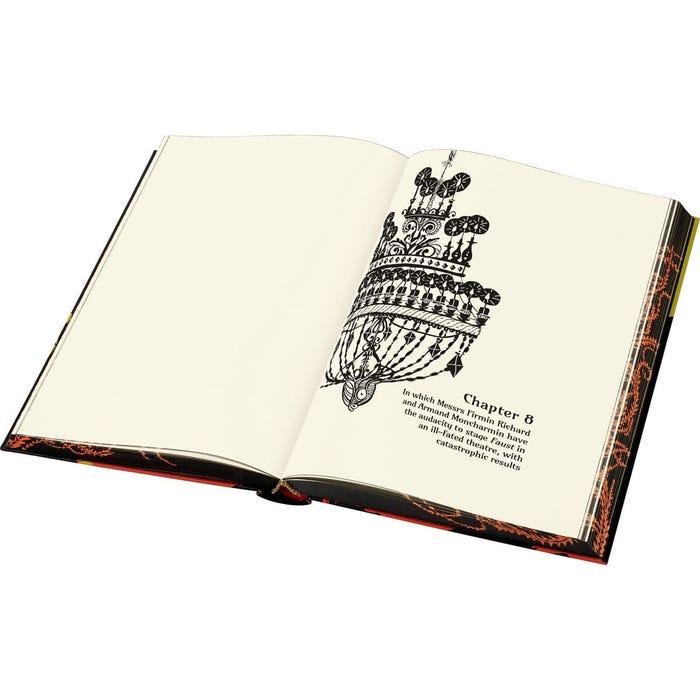 Chapter 8
In which Messrs Firmin Richard
and Armand Moncharmin have
the audacity to stage Faust in
an ill-fated theatre, with
catastrophic results